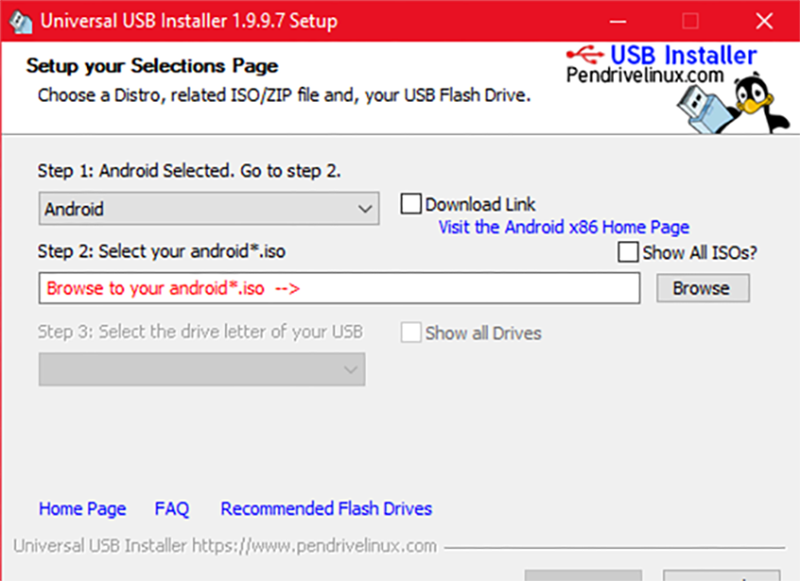 Universal USB Installer 1.9.9.7 Setup
USB Installer
Setup your Selections Page
Pendrivelinux.com
Choose a Distro, related ISO/ZIP file and, your USB Flash Drive.
Step 1: Android Selected. Go to step 2.
Android
Download Link
Visit the Android x86 Home Page
Step 2: Select your android*.iso
Show All ISOs?
Browse to your android*.iso -->
Browse
Step 3: Select the drive letter of your USB
Show all Drives
Home Page FAQ Recommended Flash Drives
Universal USB Installer https://www.pendrivelinux.com